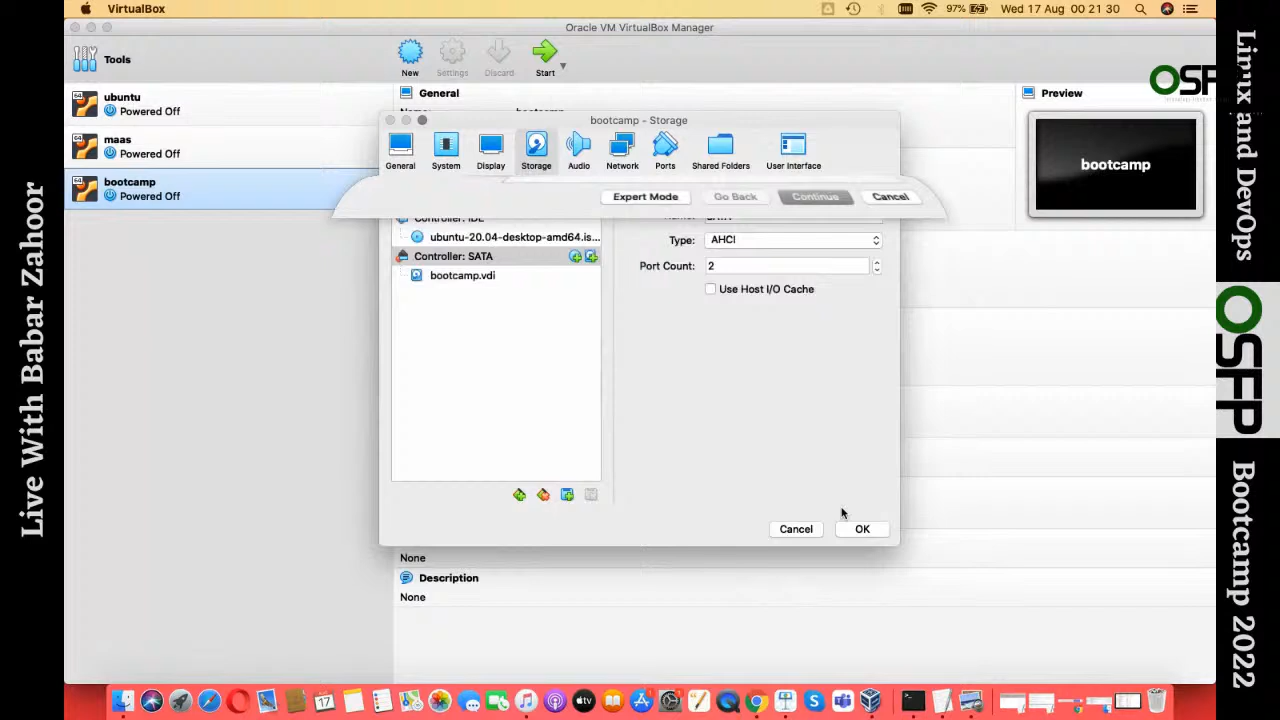 VirtualBox
97%
Wed 17 Aug 00 21 30
Oracle VM VirtualBox Manager
Tools
New
Settings
Discard
Start
ubuntu
Powered Off
maas
Powered Off
bootcamp
Powered Off
General
Preview
bootcamp
bootcamp - Storage
General
System
Display
Storage
Audio
Network
Ports
Shared Folders
User Interface
Expert Mode
Go Back
Continue
Cancel
Controller: IDE
ubuntu-20.04-desktop-amd64.is...
Controller: SATA
bootcamp.vdi
Type:
AHCI
Port Count:
2
Use Host I/O Cache
Cancel
OK
None
Description
None
Live With Babar Zahoor
Linux and DevOps
OSFP
Bootcamp 2022